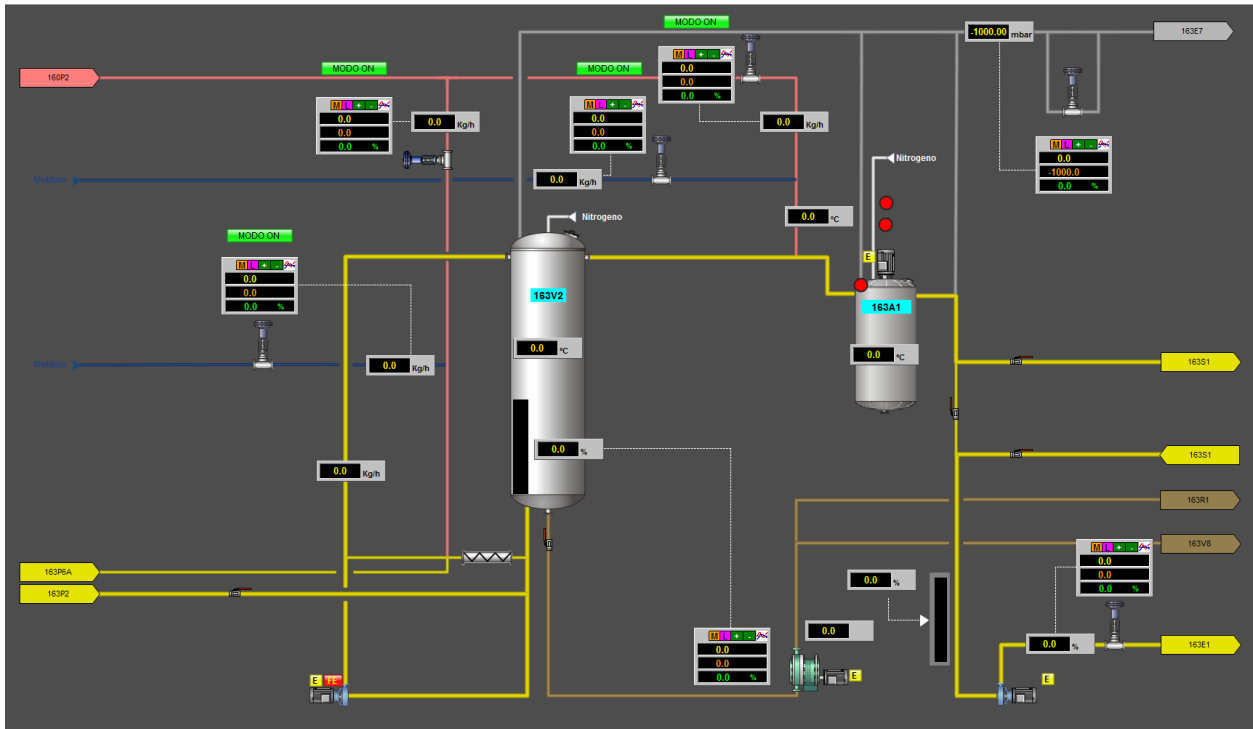 MODO ON
-1000.00 mbar
163E7
160P2
MODO ON
MODO ON
M L + -
0.0
0.0
0.0 %
M L + -
0.0
0.0
0.0 %
0.0 Kg/h
M L + -
0.0
0.0
0.0 %
0.0 Kg/h
M L + -
0.0
-1000.0
0.0 %
Nitrogeno
Metilato
0.0 Kg/h
Nitrogeno
0.0 ºC
MODO ON
E
M L + -
0.0
0.0
0.0 %
163V2
163A1
0.0 ºC
0.0 ºC
Metilato
0.0 Kg/h
163S1
0.0 %
163S1
0.0 Kg/h
163R1
163V8
M L + -
0.0
0.0
0.0 %
163P6A
0.0 %
163P2
M L + -
0.0
0.0
0.0 %
0.0
0.0 %
163E1
E FE
E
E